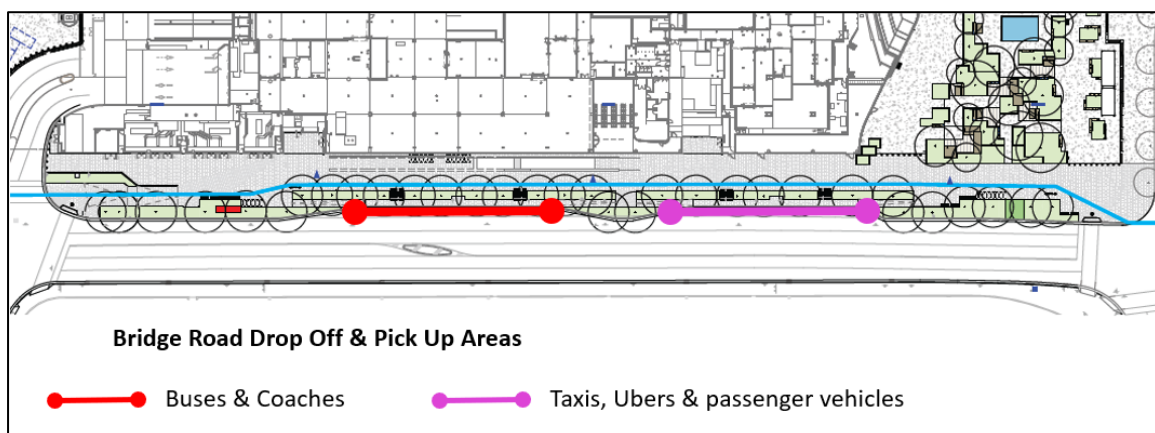 Bridge Road Drop Off & Pick Up Areas
Buses & Coaches
Taxis, Ubers & passenger vehicles